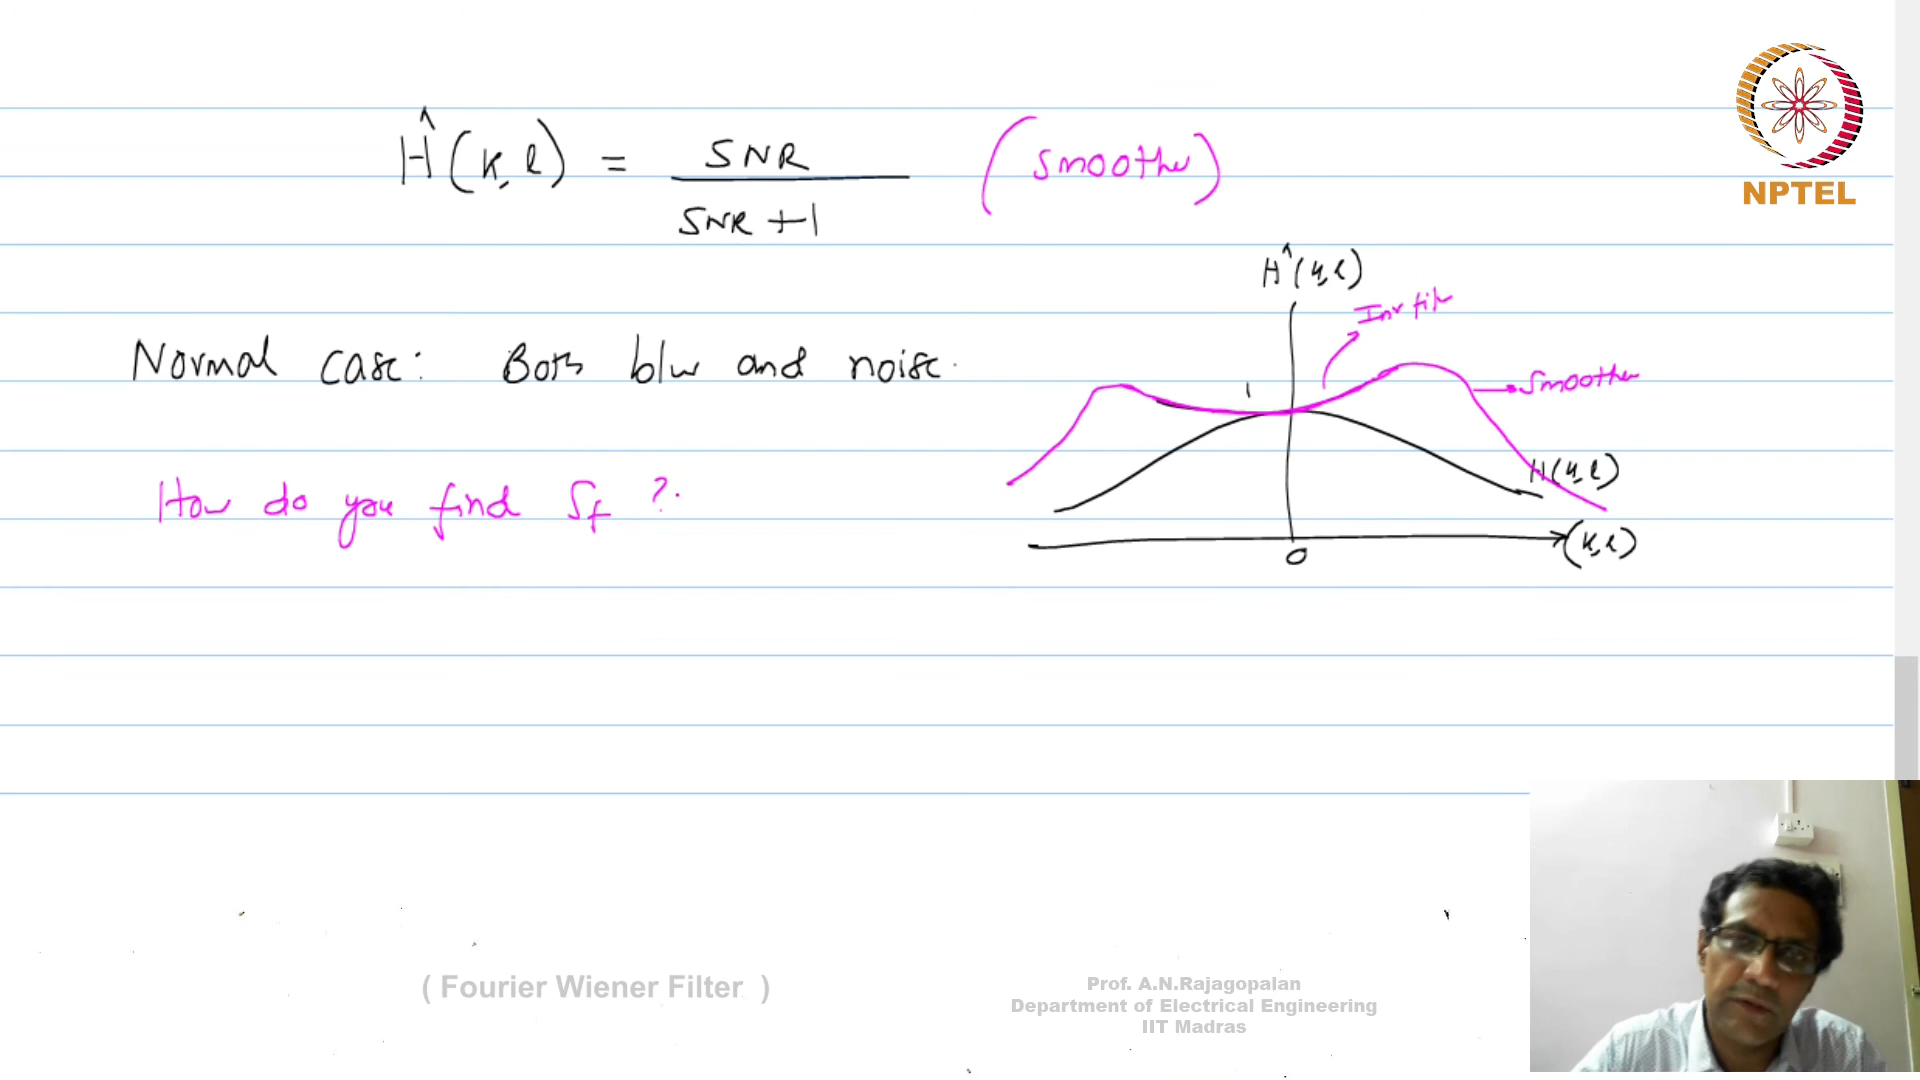 Ĥ(k,l) = SNR / SNR+1 (Smoother)
NPTEL
Ĥ(k,l)
Inv filr
Normal case: Both blur and noise.
1
Smoother
H(k,l)
How do you find Sf ?
0
(k,l)
( Fourier Wiener Filter )
Prof. A.N.Rajagopalan
Department of Electrical Engineering
IIT Madras